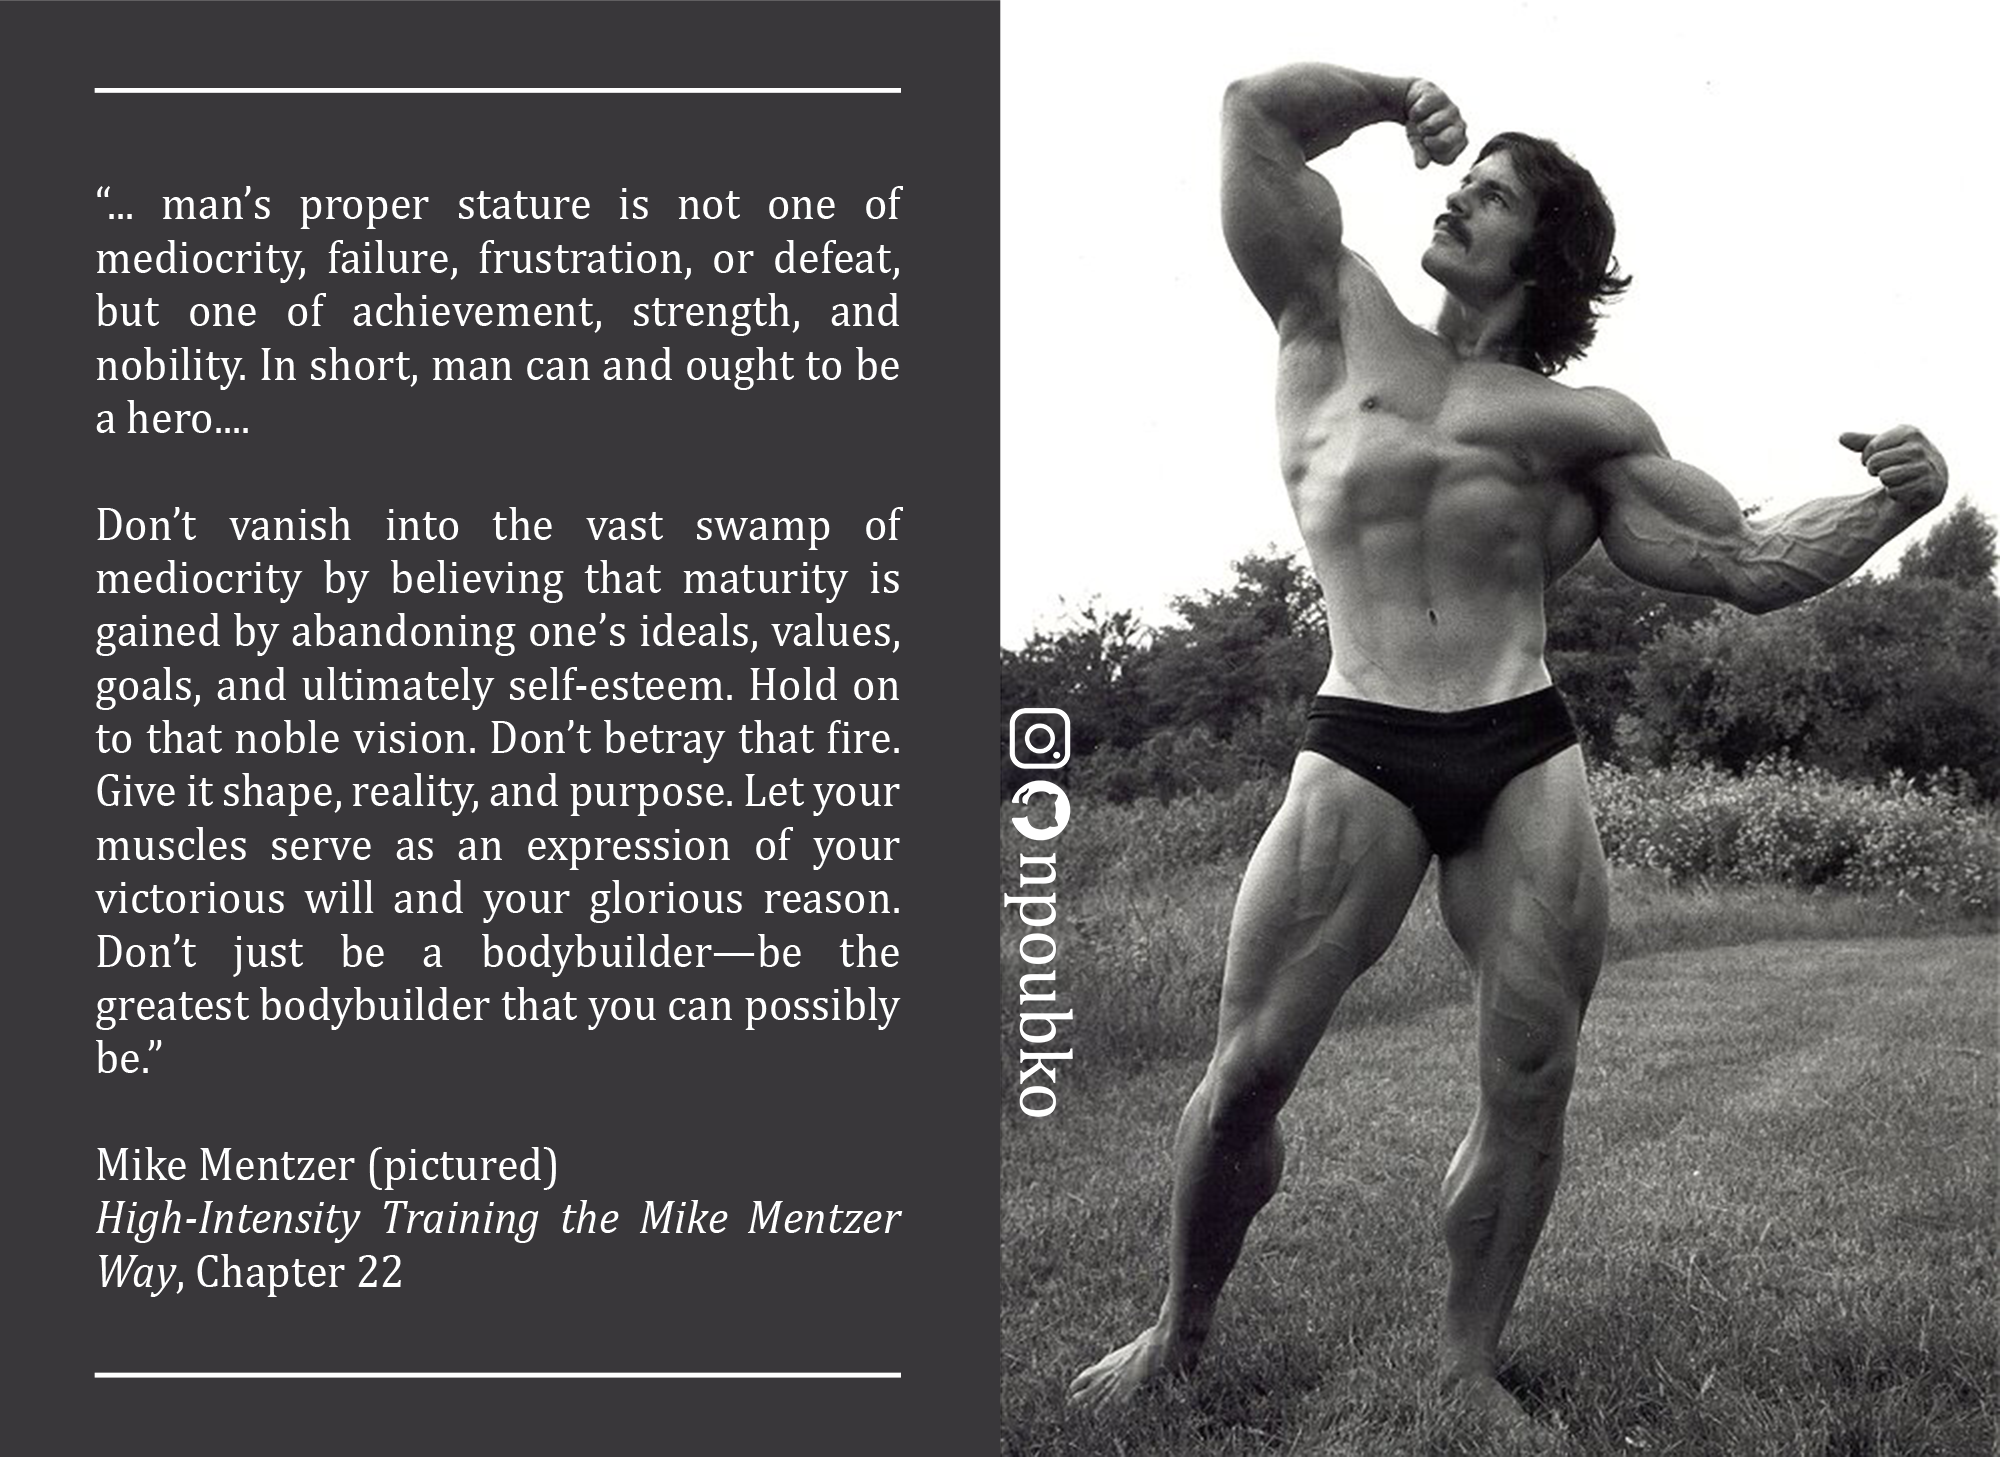 “... man’s proper stature is not one of
mediocrity, failure, frustration, or defeat,
but one of achievement, strength, and
nobility. In short, man can and ought to be
a hero....
Don’t vanish into the vast swamp of
mediocrity by believing that maturity is
gained by abandoning one’s ideals, values,
goals, and ultimately self-esteem. Hold on
to that noble vision. Don’t betray that fire.
Give it shape, reality, and purpose. Let your
muscles serve as an expression of your
victorious will and your glorious reason.
Don’t just be a bodybuilder—be the
greatest bodybuilder that you can possibly
be.”
Mike Mentzer (pictured)
High-Intensity Training the Mike Mentzer
Way, Chapter 22
npoubko